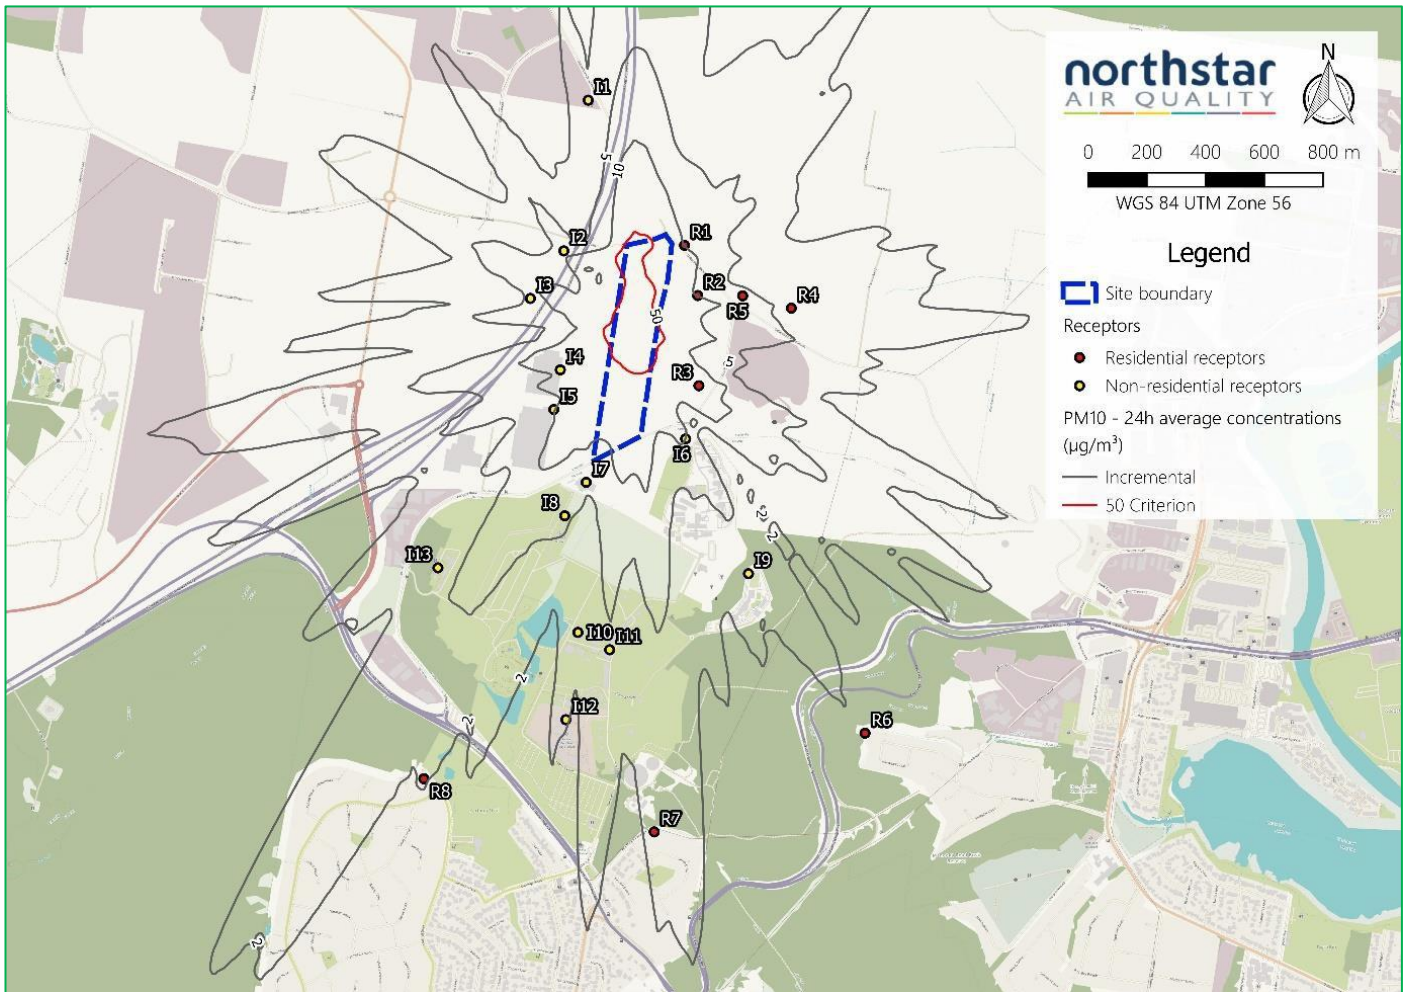 northstar
AIR QUALITY
N
0 200 400 600 800 m
WGS 84 UTM Zone 56
Legend
Site boundary
Receptors
Residential receptors
Non-residential receptors
PM10 - 24h average concentrations
(µg/m³)
Incremental
50 Criterion
I1
5
10
I2
R1
I3
R2
R5
R4
50
I4
5
R3
I5
I6
I7
I8
2
2
I13
I9
I10
I11
2
I12
2
R6
R8
R7
2